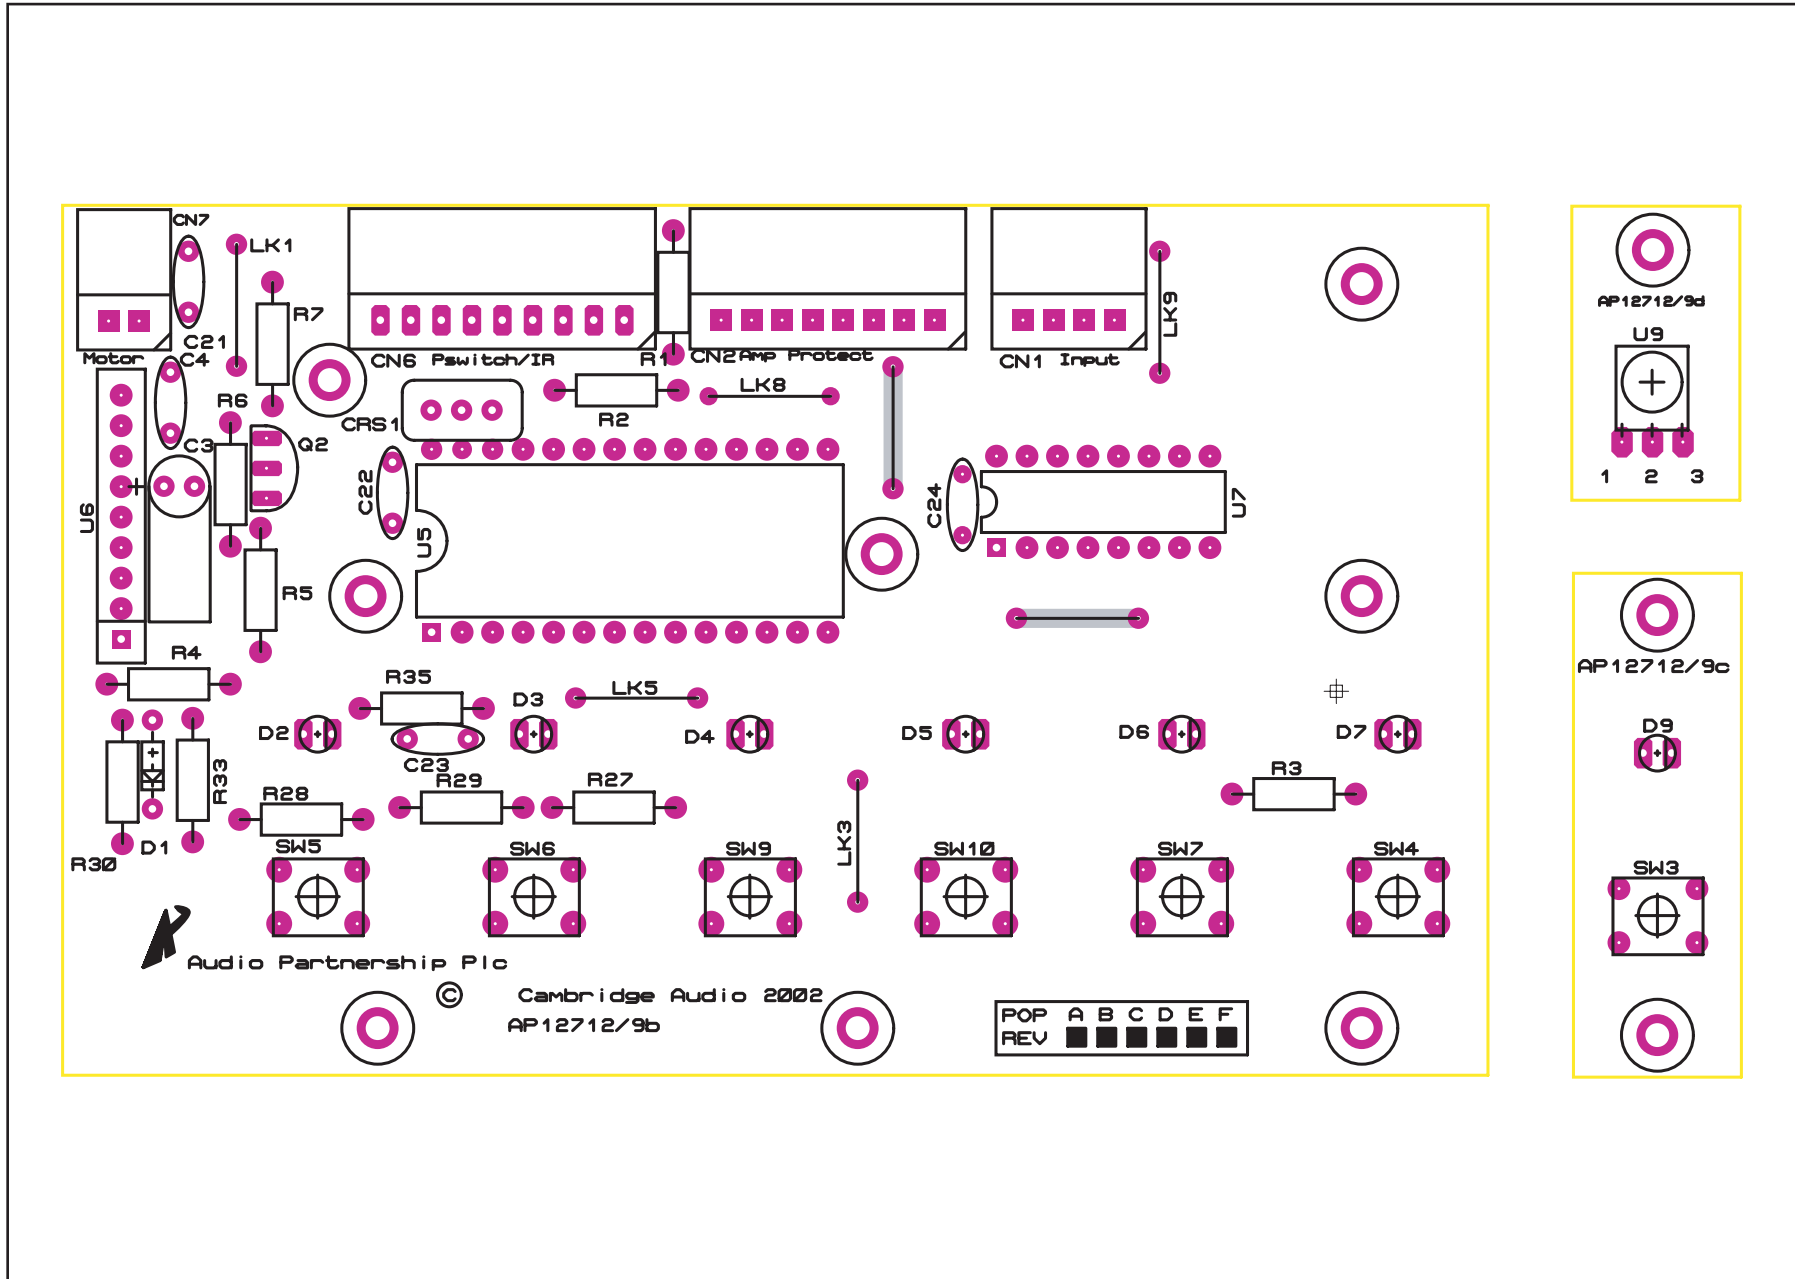 CN7
LK1
R7
C21
Motor
C4
R6
C3
Q2
U6
R5
R4
CN6 Pswitch/IR
R1
CN2 Amp Protect
CN1 Input
LK9
CRS1
R2
LK8
C22
U5
C24
U7
R35
LK5
D2
D3
D4
D5
D6
D7
C23
R29
R27
R28
R3
R33
R30
D1
LK3
SW5
SW6
SW9
SW10
SW7
SW4
Audio Partnership Plc
© Cambridge Audio 2002
AP12712/9b
POP A B C D E F
REV
AP12712/9d
U9
1 2 3
AP12712/9c
D9
SW3